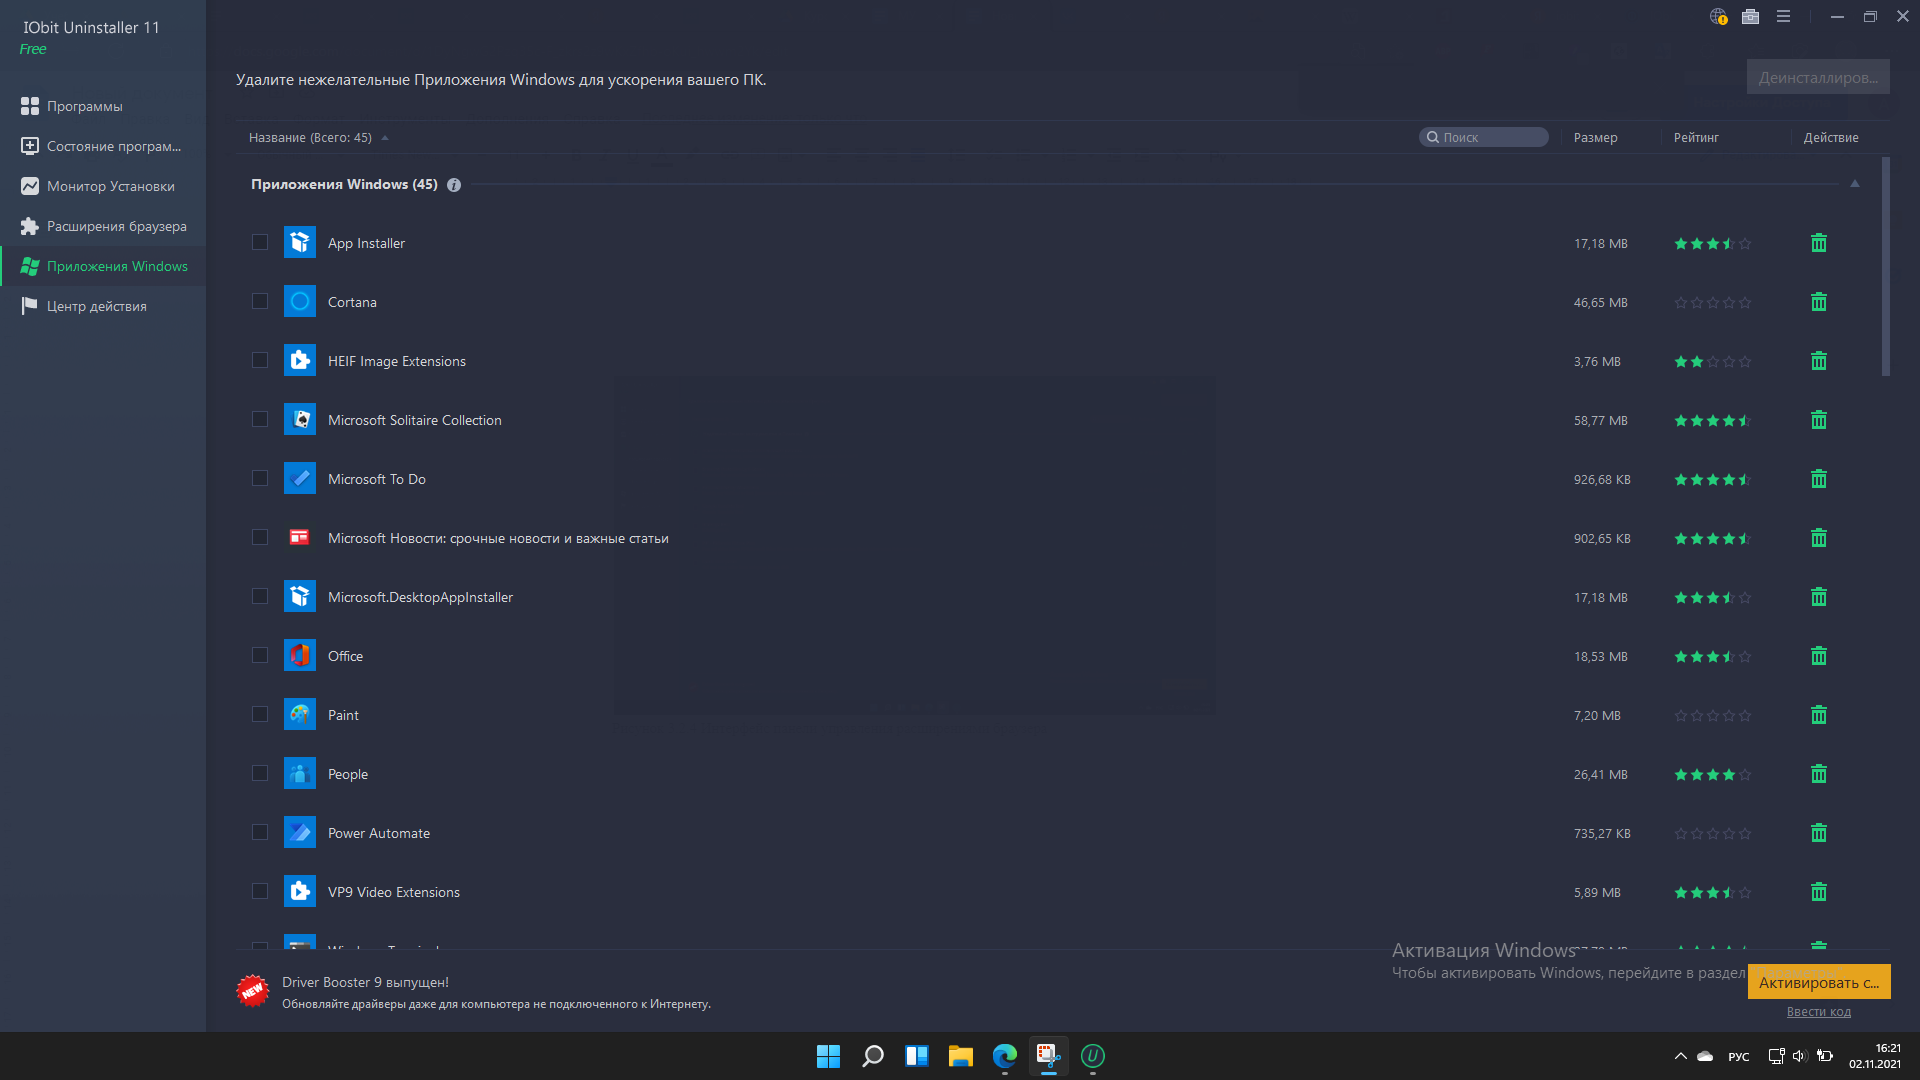 IObit Uninstaller 11
Free
Программы
Состояние програм...
Монитор Установки
Расширения браузера
Приложения Windows
Центр действия
Удалите нежелательные Приложения Windows для ускорения вашего ПК.
Деинсталлиров...
Название (Всего: 45)
Поиск
Размер
Рейтинг
Действие
Приложения Windows (45)
App Installer
17,18 MB
Cortana
46,65 MB
HEIF Image Extensions
3,76 MB
Microsoft Solitaire Collection
58,77 MB
Microsoft To Do
926,68 KB
Microsoft Новости: срочные новости и важные статьи
902,65 KB
Microsoft.DesktopAppInstaller
17,18 MB
Office
18,53 MB
Paint
7,20 MB
People
26,41 MB
Power Automate
735,27 KB
VP9 Video Extensions
5,89 MB
Активация Windows
Чтобы активировать Windows, перейдите в раздел
NEW
Driver Booster 9 выпущен!
Обновляйте драйверы даже для компьютера не подключенного к Интернету.
Активировать с...
Ввести код
РУС
16:21
02.11.2021